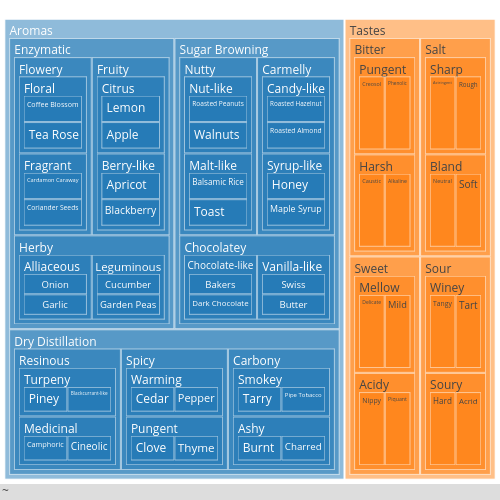 Aromas
Enzymatic
Flowery
Floral
Coffee Blossom
Tea Rose
Fragrant
Cardamon Caraway
Coriander Seeds
Fruity
Citrus
Lemon
Apple
Berry-like
Apricot
Blackberry
Herby
Alliaceous
Onion
Garlic
Leguminous
Cucumber
Garden Peas
Sugar Browning
Nutty
Nut-like
Roasted Peanuts
Walnuts
Malt-like
Balsamic Rice
Toast
Carmelly
Candy-like
Roasted Hazelnut
Roasted Almond
Syrup-like
Honey
Maple Syrup
Chocolatey
Chocolate-like
Bakers
Dark Chocolate
Vanilla-like
Swiss
Butter
Dry Distillation
Resinous
Turpeny
Piney
Blackcurrant-like
Medicinal
Camphoric
Cineolic
Spicy
Warming
Cedar
Pepper
Pungent
Clove
Thyme
Carbony
Smokey
Tarry
Pipe Tobacco
Ashy
Burnt
Charred
Tastes
Bitter
Pungent
Creosol
Phenolic
Harsh
Caustic
Alkaline
Salt
Sharp
Astringent
Rough
Bland
Neutral
Soft
Sweet
Mellow
Delicate
Mild
Acidy
Nippy
Piquant
Sour
Winey
Tangy
Tart
Soury
Hard
Acrid
~